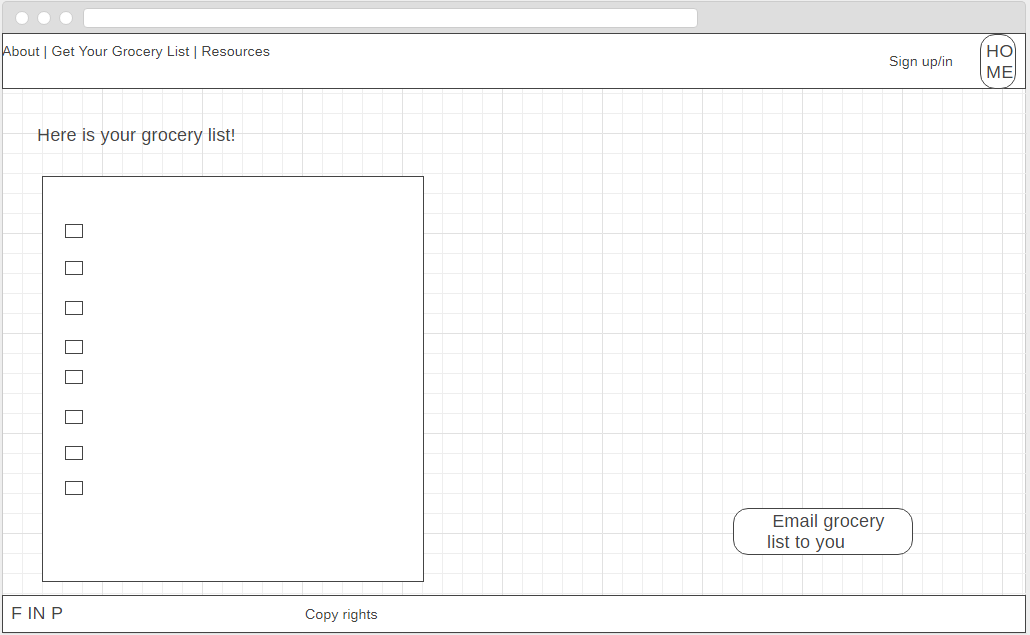 About | Get Your Grocery List | Resources
Sign up/in
HO
ME
Here is your grocery list!
Email grocery
list to you
F IN P
Copy rights